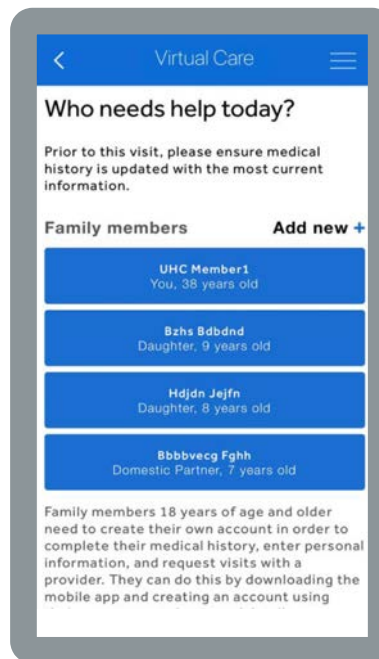 Virtual Care
Who needs help today?
Prior to this visit, please ensure medical
history is updated with the most current
information.
Family members Add new +
UHC Member1
You, 38 years old
Bzhs Bdbdnd
Daughter, 9 years old
Hdjdn Jejfn
Daughter, 8 years old
Bbbbvecg Fghh
Domestic Partner, 7 years old
Family members 18 years of age and older
need to create their own account in order to
complete their medical history, enter personal
information, and request visits with a
provider. They can do this by downloading the
mobile app and creating an account using